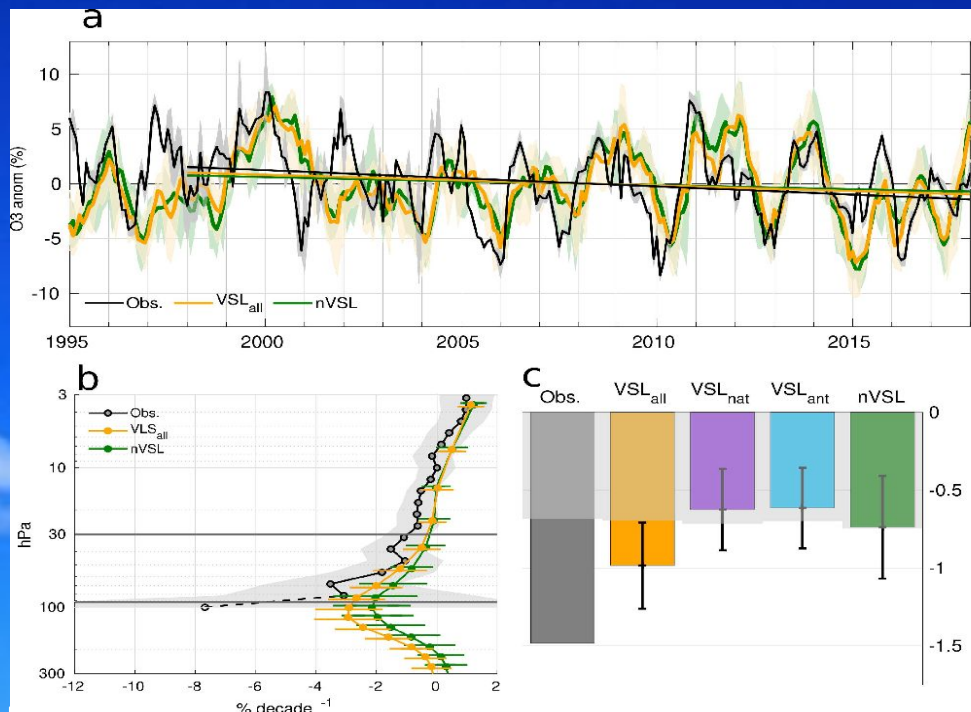 a
O3 anom (%)
10
5
0
-5
-10
Obs. VSLall nVSL
1995 2000 2005 2010 2015
b
hPa
3
10
30
100
300
Obs.
VLSall
nVSL
-12 -10 -8 -6 -4 -2 0 2
% decade -1
c
Obs. VSLall VSLnat VSLant nVSL
0
-0.5
-1
-1.5